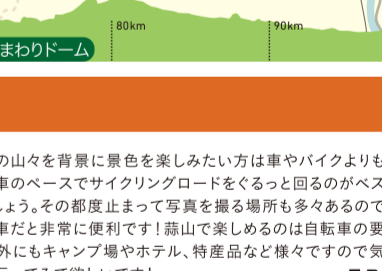 80km 90km
まわりドーム
の山々を背景に景色を楽しみたい方は車やバイクよりも
車のペースでサイクリングロードをぐるっと回るのがベス
しょう。その都度止まって写真を撮る場所も多々あるので
車だと非常に便利です！蒜山で楽しめるのは自転車の要
外にもキャンプ場やホテル、特産品など様々ですので気